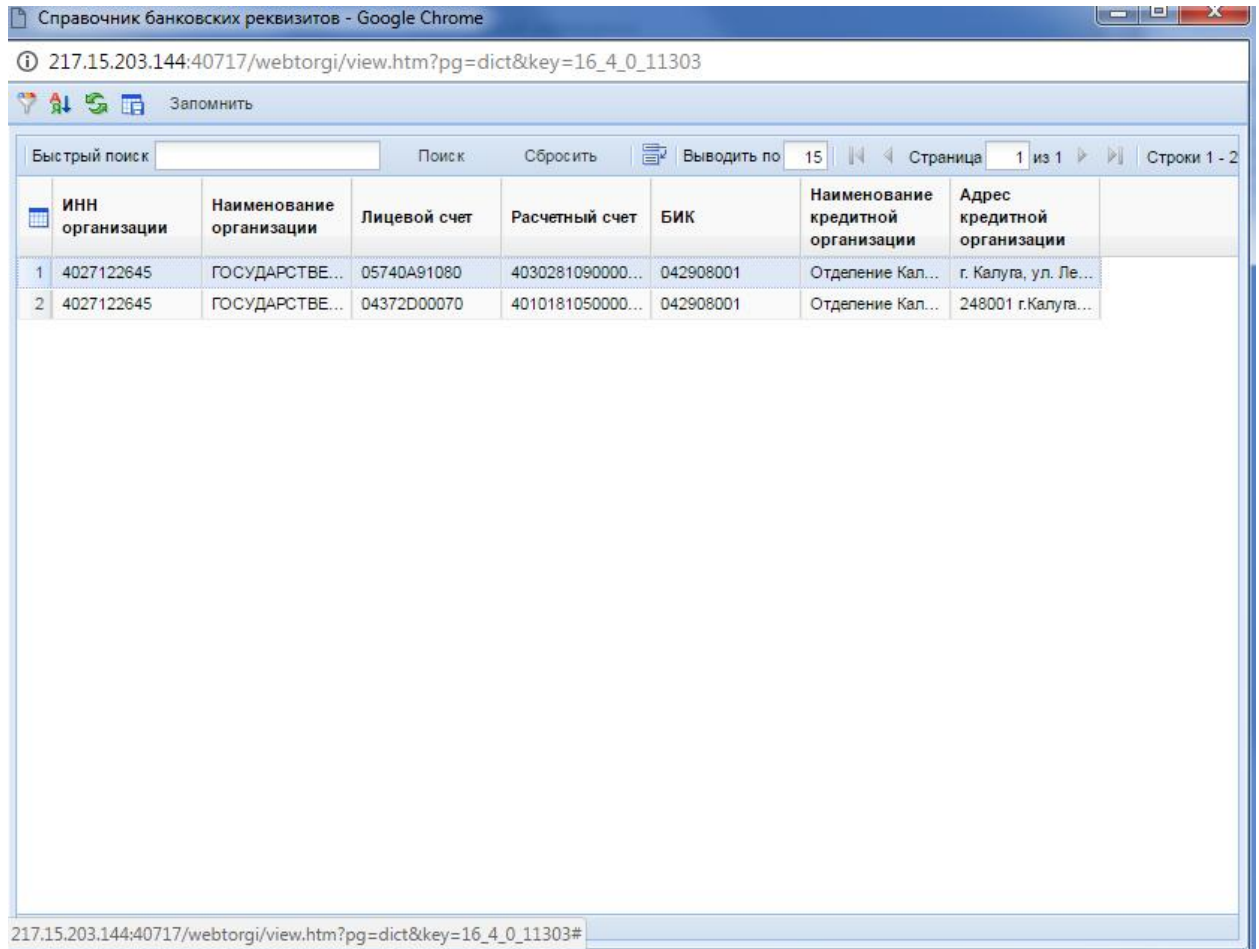 Справочник банковских реквизитов - Google Chrome
217.15.203.144:40717/webtorgi/view.htm?pg=dict&key=16_4_0_11303
Запомнить
Быстрый поиск Поиск Сбросить Выводить по 15 Страница 1 из 1 Строки 1 - 2
ИНН организации Наименование организации Лицевой счет Расчетный счет БИК Наименование кредитной организации Адрес кредитной организации
1 4027122645 ГОСУДАРСТВЕ... 05740A91080 4030281090000... 042908001 Отделение Кал... г. Калуга, ул. Ле...
2 4027122645 ГОСУДАРСТВЕ... 04372D00070 4010181050000... 042908001 Отделение Кал... 248001 г.Калуга...
217.15.203.144:40717/webtorgi/view.htm?pg=dict&key=16_4_0_11303#